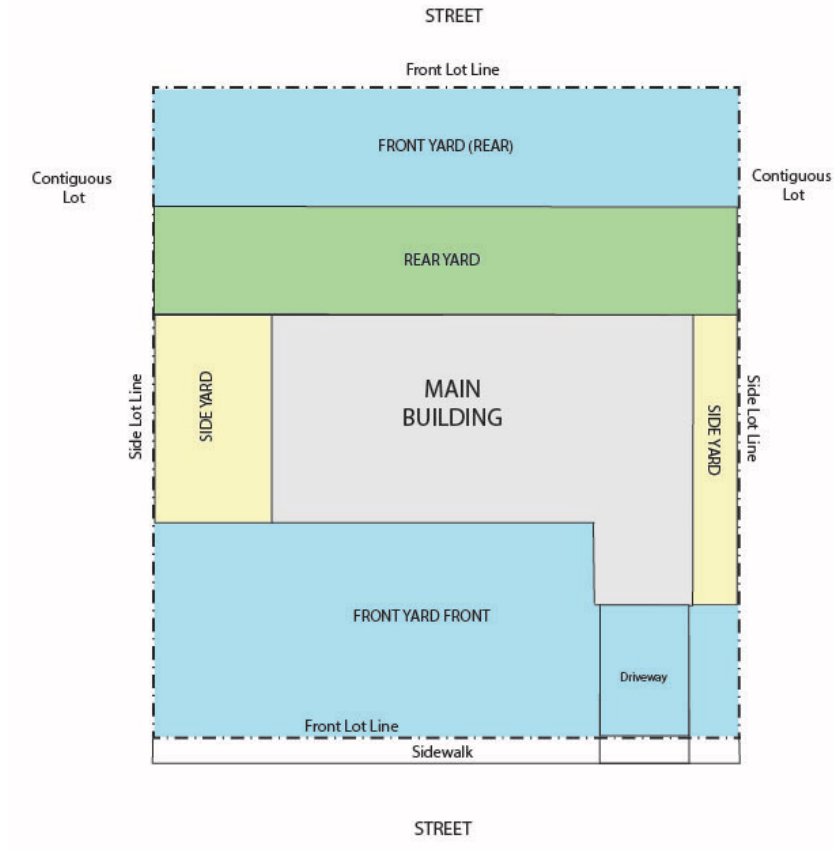 STREET
Front Lot Line
FRONT YARD (REAR)
Contiguous
Lot
Contiguous
Lot
REAR YARD
Side Lot Line
SIDE YARD
MAIN
BUILDING
SIDE YARD
Side Lot Line
FRONT YARD FRONT
Driveway
Front Lot Line
Sidewalk
STREET